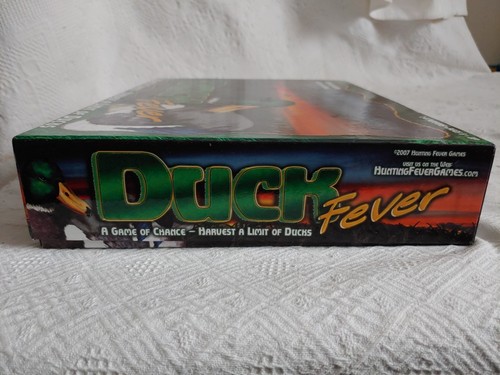 Duck Fever
A Game of Chance – Harvest a Limit of Ducks
©2007 Hunting Fever Games
visit us on the Web
HuntingFeverGames.com